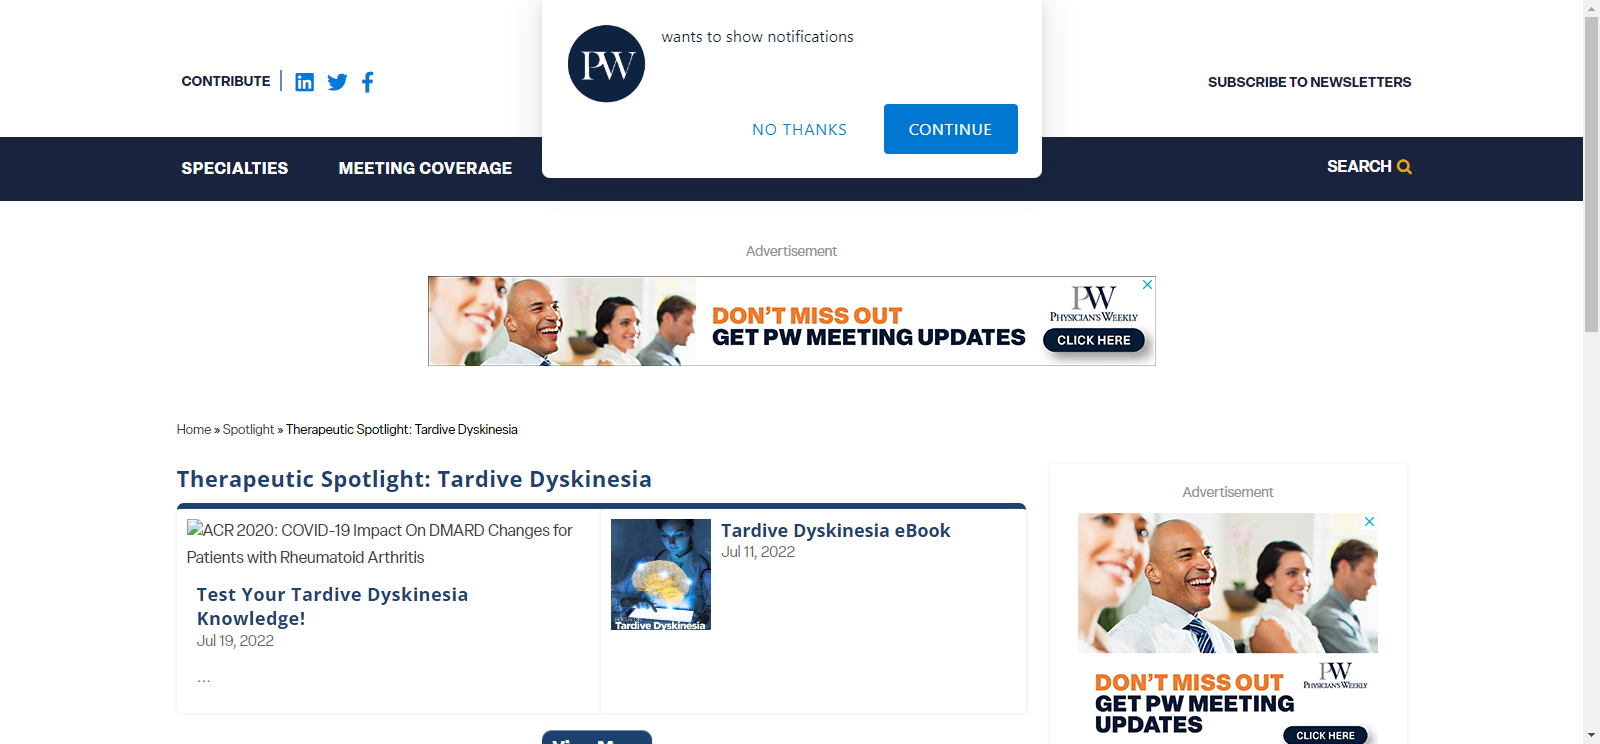 wants to show notifications
PW
NO THANKS
CONTINUE
CONTRIBUTE
SUBSCRIBE TO NEWSLETTERS
SPECIALTIES
MEETING COVERAGE
SEARCH
Advertisement
DON'T MISS OUT
GET PW MEETING UPDATES
PW
PHYSICIAN'S WEEKLY
CLICK HERE
Home » Spotlight » Therapeutic Spotlight: Tardive Dyskinesia
Therapeutic Spotlight: Tardive Dyskinesia
ACR 2020: COVID-19 Impact On DMARD Changes for
Patients with Rheumatoid Arthritis
Test Your Tardive Dyskinesia
Knowledge!
Jul 19, 2022
...
Tardive Dyskinesia
Tardive Dyskinesia eBook
Jul 11, 2022
Advertisement
DON'T MISS OUT
GET PW MEETING
UPDATES
PW
PHYSICIAN'S WEEKLY
CLICK HERE